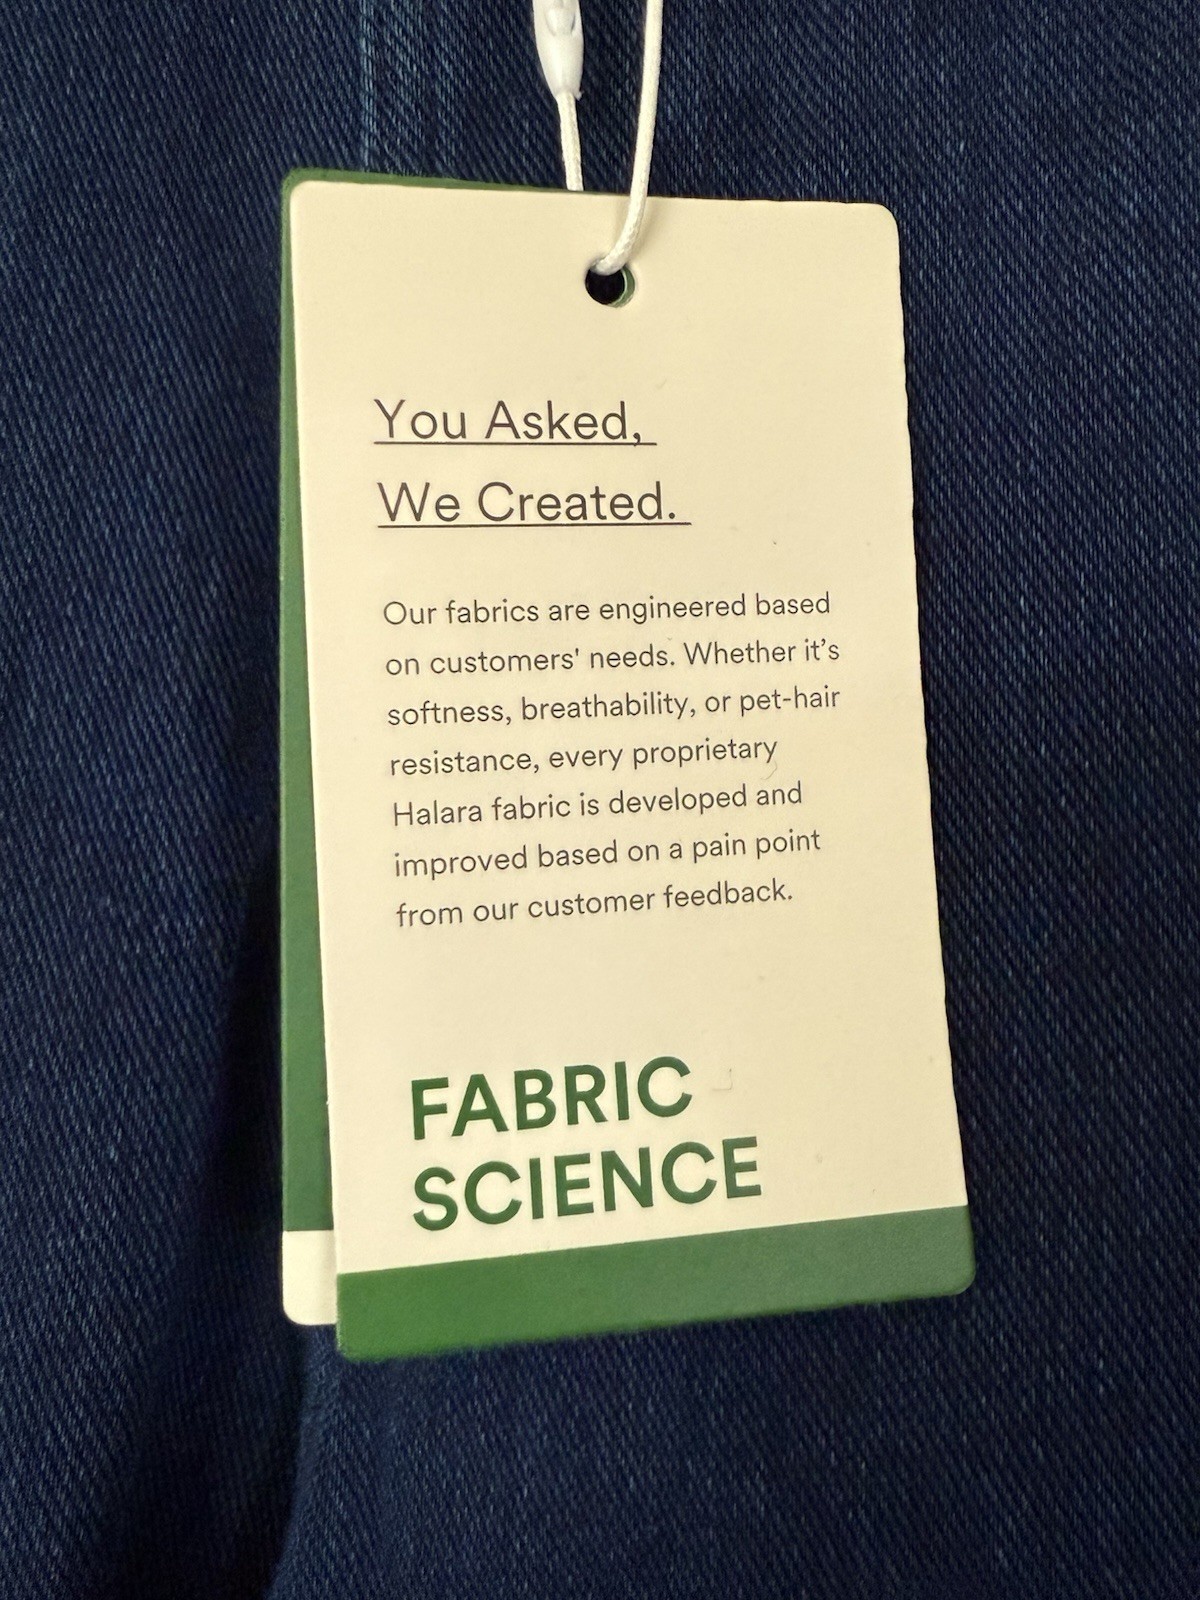 You Asked,
We Created.
Our fabrics are engineered based
on customers' needs. Whether it’s
softness, breathability, or pet-hair
resistance, every proprietary
Halara fabric is developed and
improved based on a pain point
from our customer feedback.
FABRIC
SCIENCE